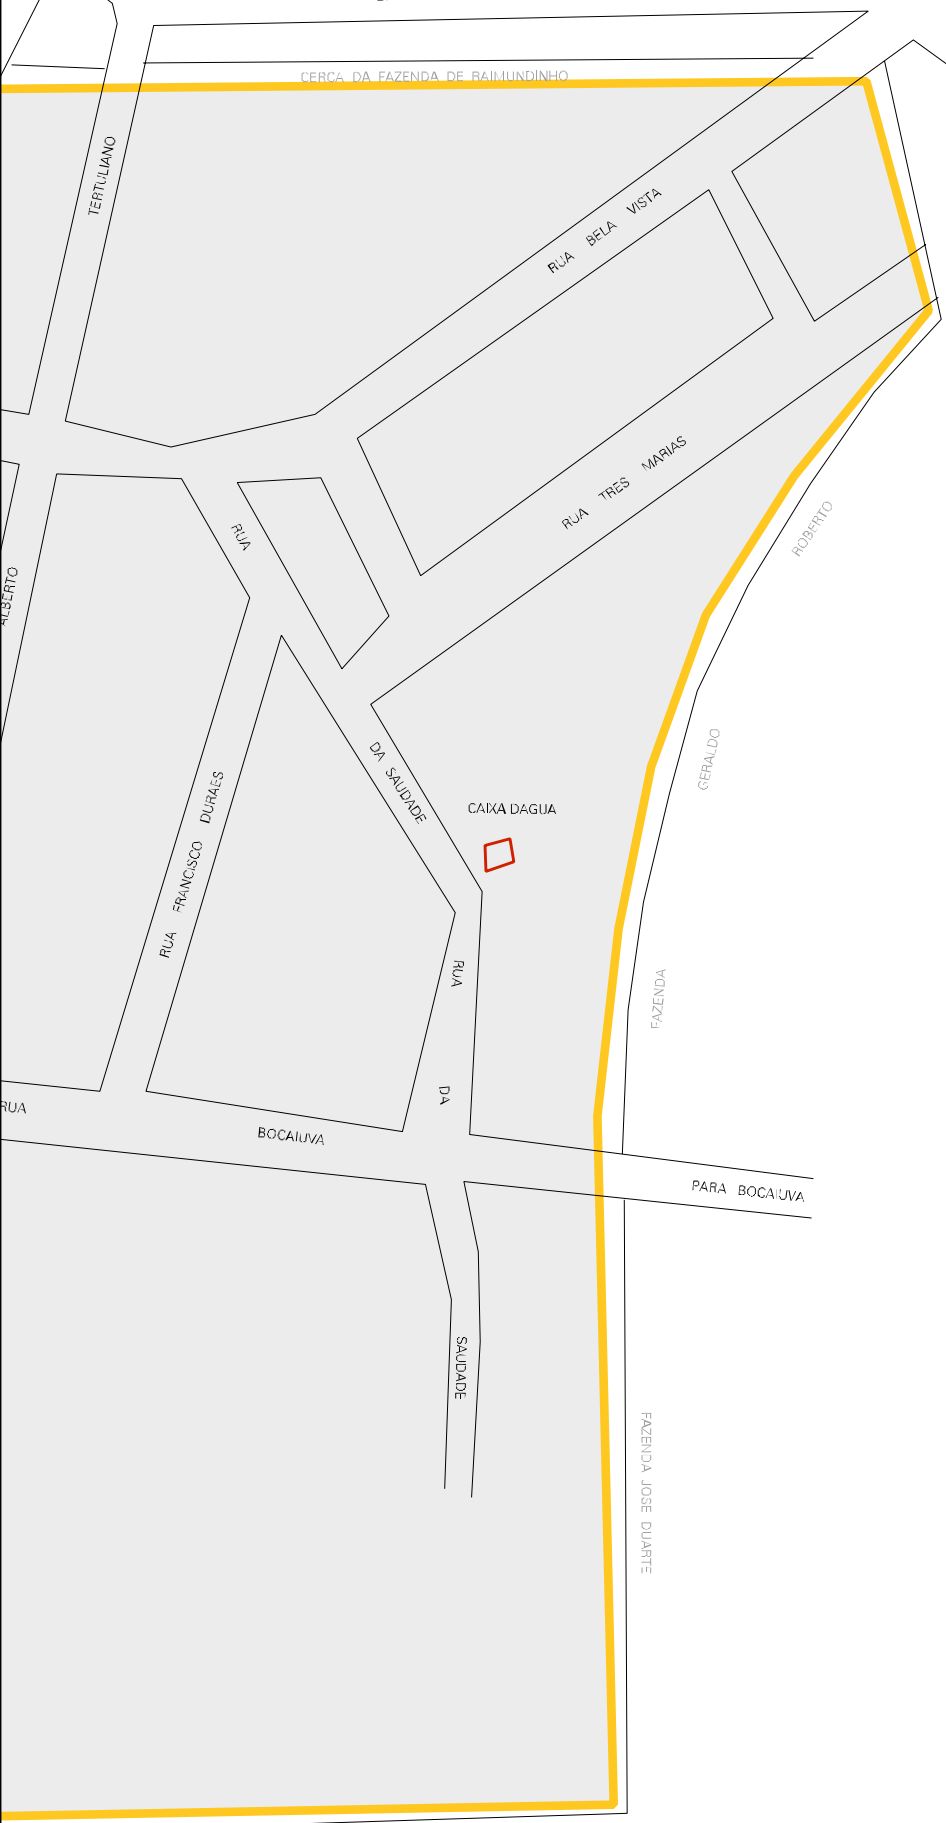 CERCA DA FAZENDA DE RAIMUNDINHO
TERTULIANO
RUA BELA VISTA
RUA TRES MARIAS
ROBERTO
RUA
ALBERTO
DA SAUDADE
GERALDO
RUA FRANCISCO DURAES
CAIXA DAGUA
RUA
FAZENDA
DA
RUA
BOCAIUVA
PARA BOCAIUVA
SAUDADE
FAZENDA JOSE DUARTE